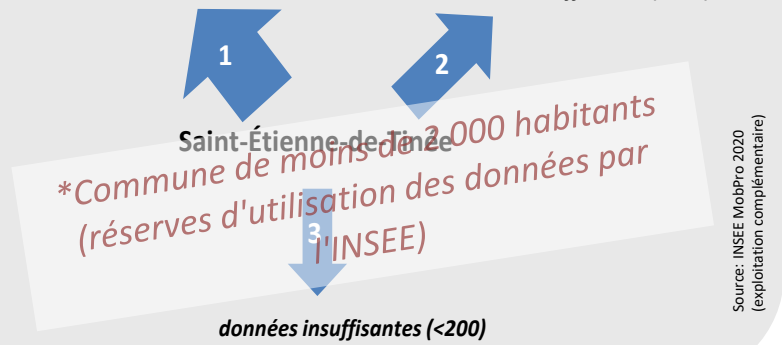 1
2
Saint-Étienne-de-Tinée
*Commune de moins de 2 000 habitants
(réserves d'utilisation des données par
l'INSEE)
3
données insuffisantes (<200)
Source: INSEE MobPro 2020
(exploitation complémentaire)